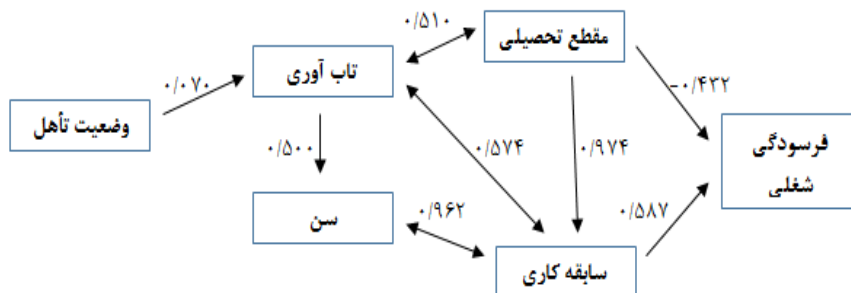 ۰/۵۱۰
مقطع تحصیلی
تاب آوری
۰/۰۷۰
-۰/۴۳۲
وضعیت تأهل
۰/۵۰۰
۰/۵۷۴
۰/۹۷۴
فرسودگی
شغلی
سن
۰/۹۶۲
۰/۵۸۷
سابقه کاری